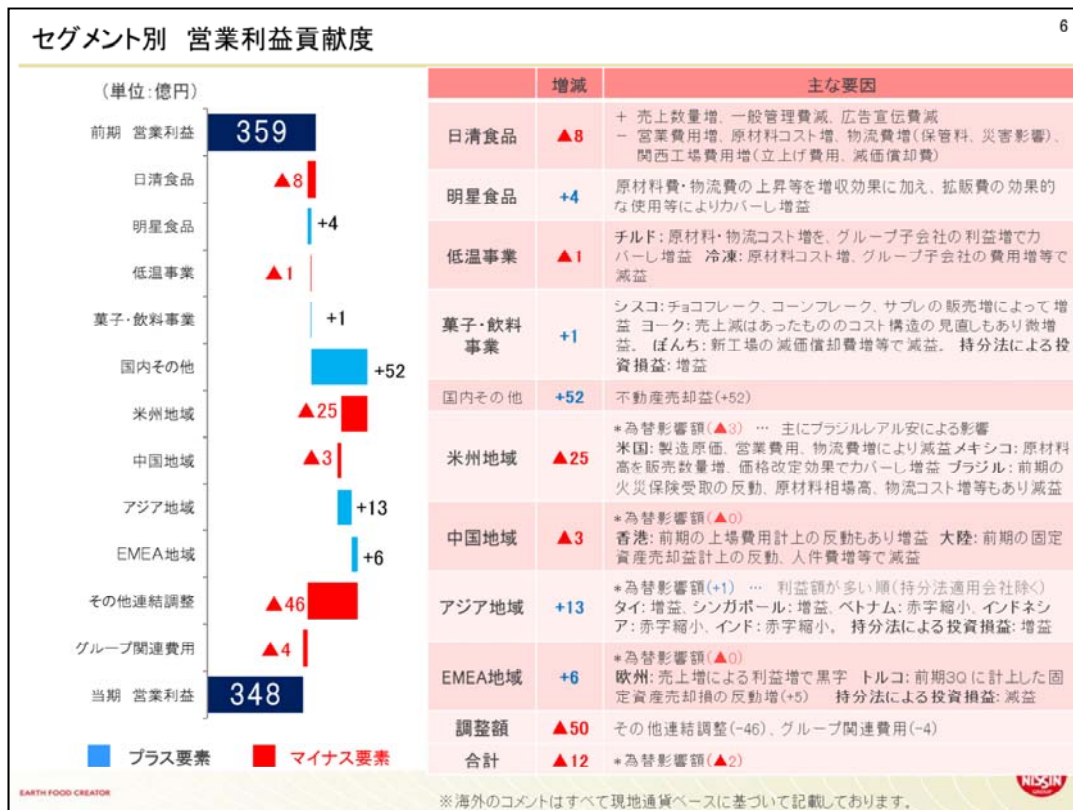 6
セグメント別 営業利益貢献度
(単位:億円)
前期 営業利益 359
日清食品 ▲8
明星食品 +4
低温事業 ▲1
菓子・飲料事業 +1
国内その他 +52
米州地域 ▲25
中国地域 ▲3
アジア地域 +13
EMEA地域 +6
その他連結調整 ▲46
グループ関連費用 ▲4
当期 営業利益 348
プラス要素 マイナス要素
増減 主な要因
日清食品 ▲8
+ 売上数量増、一般管理費減、広告宣伝費減
- 営業費用増、原材料コスト増、物流費増(保管料、災害影響)、
関西工場費用増(立上げ費用、減価償却費)
明星食品 +4
原材料費・物流費の上昇等を増収効果に加え、拡販費の効果的
な使用等によりカバーし増益
低温事業 ▲1
チルド:原材料・物流コスト増を、グループ子会社の利益増でカ
バーし増益 冷凍:原材料コスト増、グループ子会社の費用増等で
減益
菓子・飲料
事業 +1
シスコ:チョコフレーク、コーンフレーク、サブレの販売増によって増
益 ヨーク:売上減はあったもののコスト構造の見直しもあり微増
益。 ぼんち:新工場の減価償却費増等で減益。 持分法による投
資損益:増益
国内その他 +52 不動産売却益(+52)
米州地域 ▲25
*為替影響額(▲3) … 主にブラジルレアル安による影響
米国:製造原価、営業費用、物流費増により減益メキシコ:原材料
高を販売数量増、価格改定効果でカバーし増益 ブラジル:前期の
火災保険受取の反動、原材料相場高、物流コスト増等もあり減益
中国地域 ▲3
*為替影響額(▲0)
香港:前期の上場費用計上の反動もあり増益 大陸:前期の固定
資産売却益計上の反動、人件費増等で減益
アジア地域 +13
*為替影響額(+1) … 利益額が多い順(持分法適用会社除く)
タイ:増益、シンガポール:増益、ベトナム:赤字縮小、インドネシ
ア:赤字縮小、インド:赤字縮小。 持分法による投資損益:増益
EMEA地域 +6
*為替影響額(▲0)
欧州:売上増による利益増で黒字 トルコ:前期3Qに計上した固
定資産売却損の反動増(+5) 持分法による投資損益:減益
調整額 ▲50 その他連結調整(-46)、グループ関連費用(-4)
合計 ▲12 *為替影響額(▲2)
EARTH FOOD CREATOR
※海外のコメントはすべて現地通貨ベースに基づいて記載しております。
NISSIN
GROUP